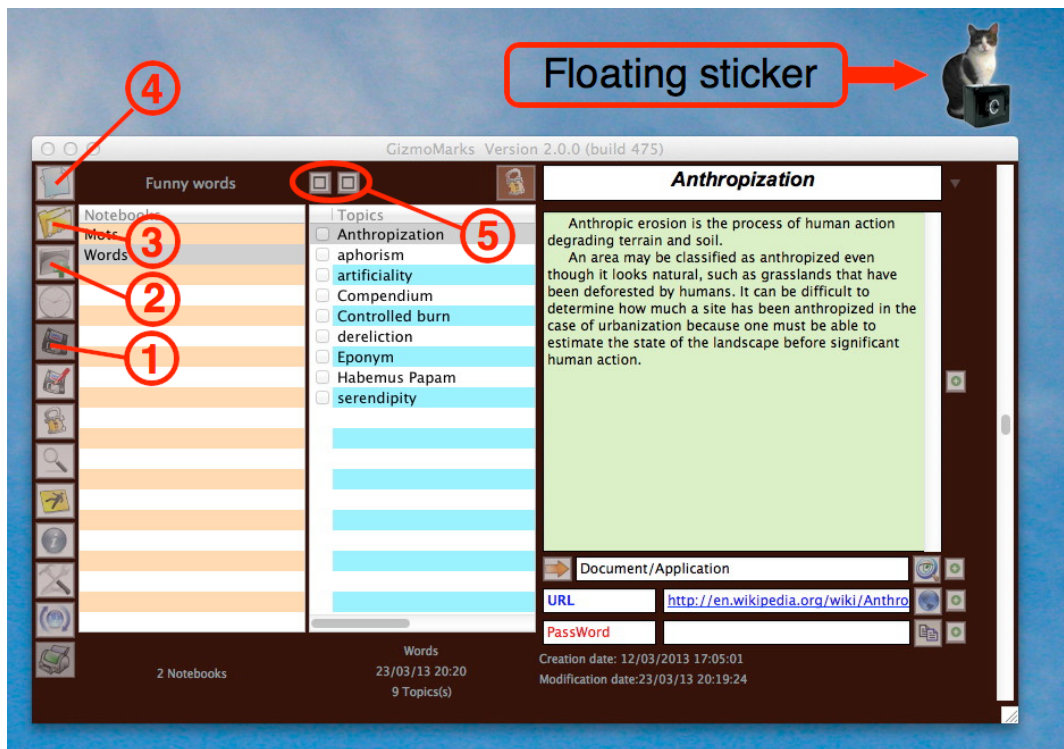 Floating sticker
4
GizmoMarks Version 2.0.0 (build 475)
Funny words
Anthropization
5
Notebooks
Mots
Words
3
2
1
Topics
Anthropization
aphorism
artificiality
Compendium
Controlled burn
dereliction
Eponym
Habemus Papam
serendipity
Anthropic erosion is the process of human action
degrading terrain and soil.
An area may be classified as anthropized even
though it looks natural, such as grasslands that have
been deforested by humans. It can be difficult to
determine how much a site has been anthropized in the
case of urbanization because one must be able to
estimate the state of the landscape before significant
human action.
Document/Application
URL
http://en.wikipedia.org/wiki/Anthro
PassWord
2 Notebooks
Words
23/03/13 20:20
9 Topics(s)
Creation date: 12/03/2013 17:05:01
Modification date:23/03/13 20:19:24